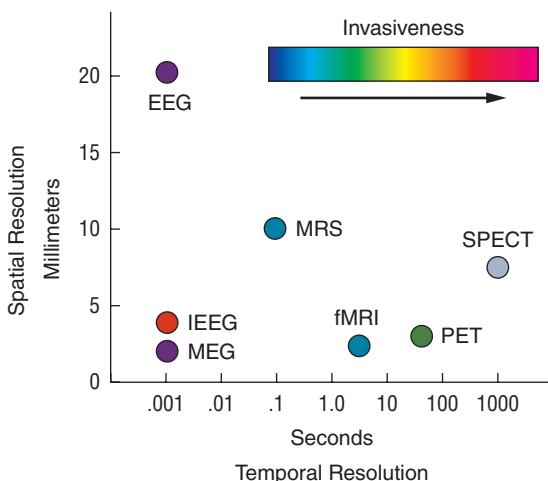 Invasiveness
Spatial Resolution
Millimeters
20
15
10
5
0
EEG
MRS
SPECT
IEEG
MEG
fMRI
PET
.001 .01 .1 1.0 10 100 1000
Seconds
Temporal Resolution